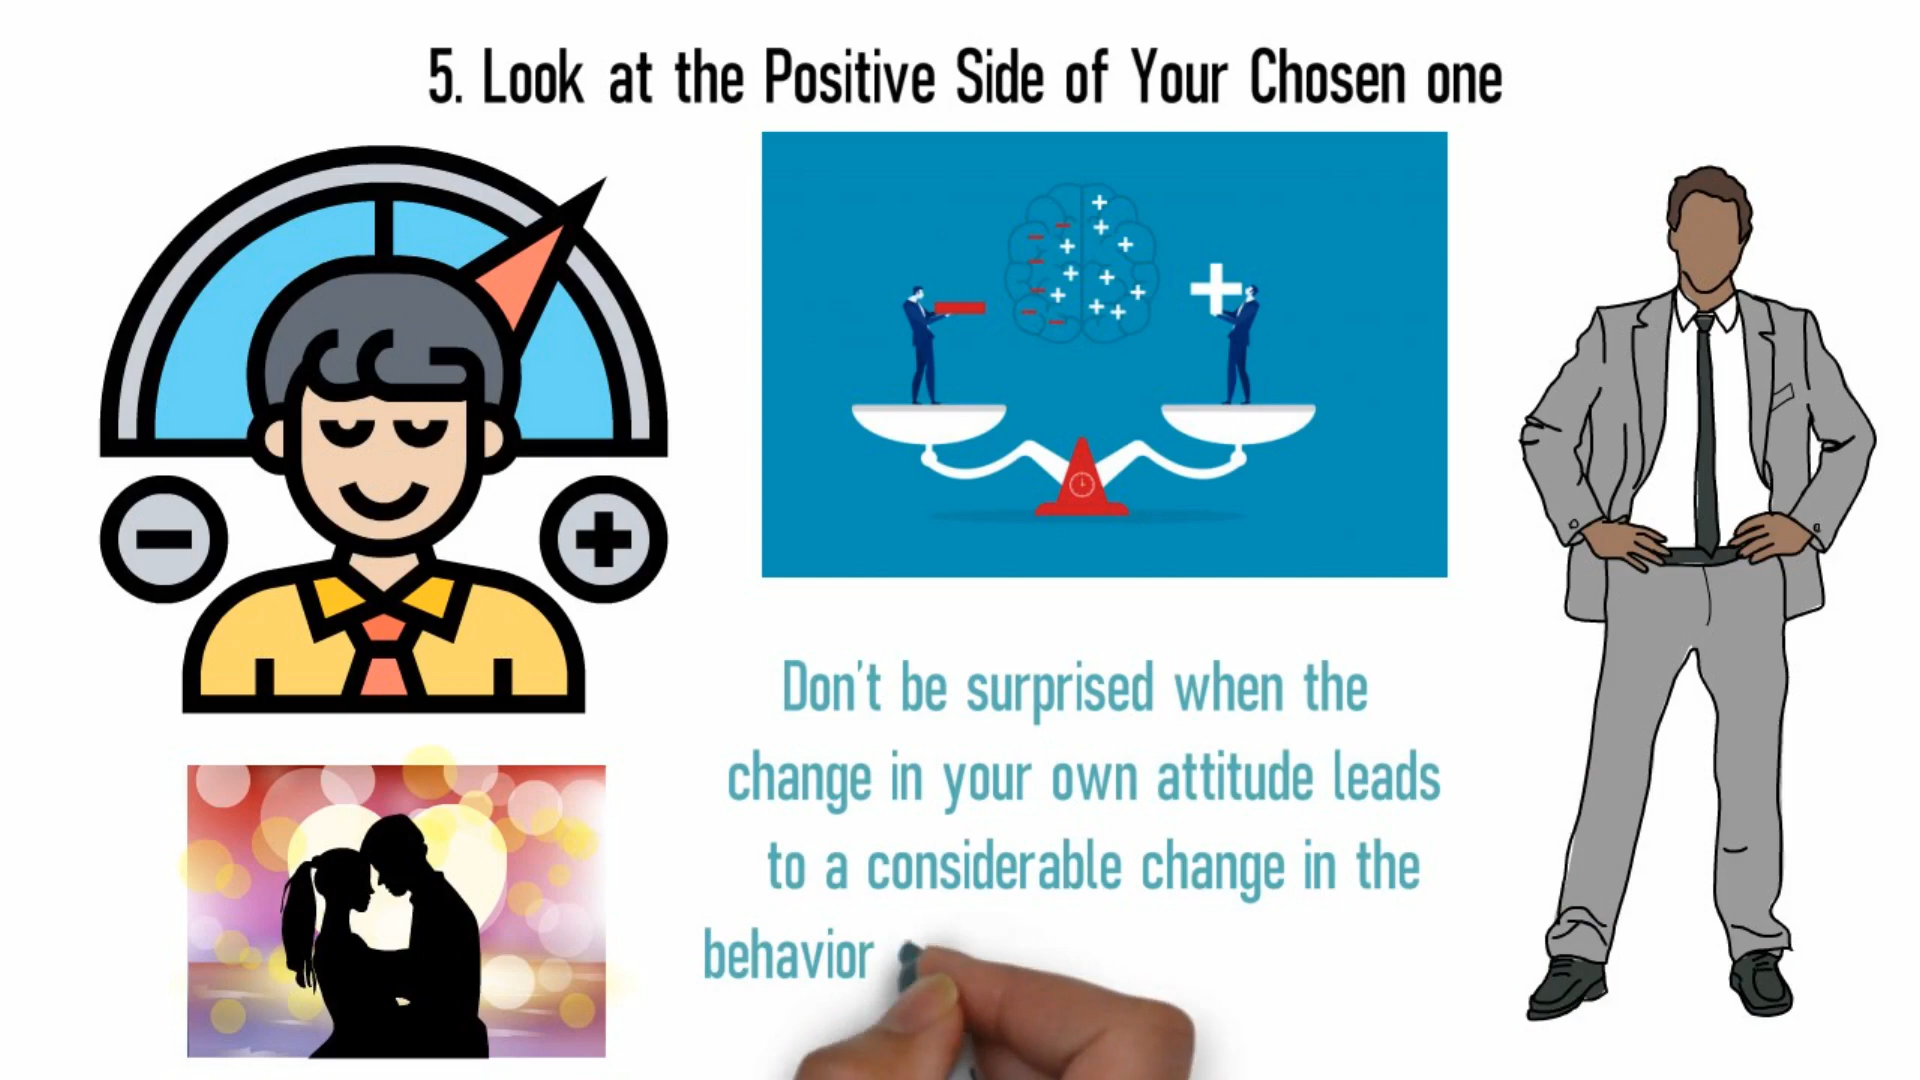 5. Look at the Positive Side of Your Chosen one
Don't be surprised when the
change in your own attitude leads
to a considerable change in the
behavior